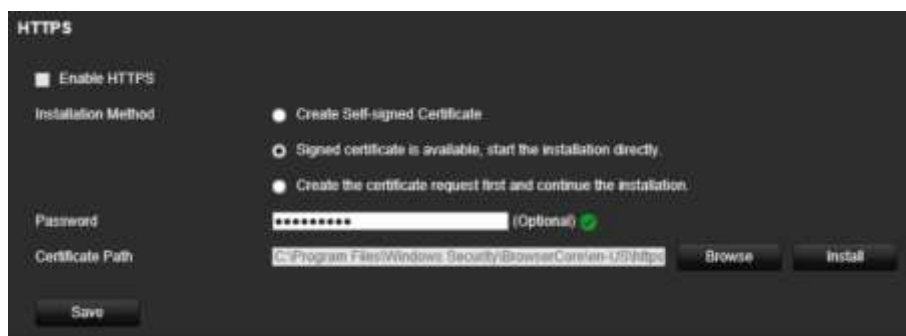 HTTPS
Enable HTTPS
Installation Method
Create Self-signed Certificate
Signed certificate is available, start the installation directly.
Create the certificate request first and continue the installation.
Password ●●●●●●●●● (Optional)
Certificate Path C:\Program Files\Windows Security\BrowserCore\en-US\https Browse Install
Save